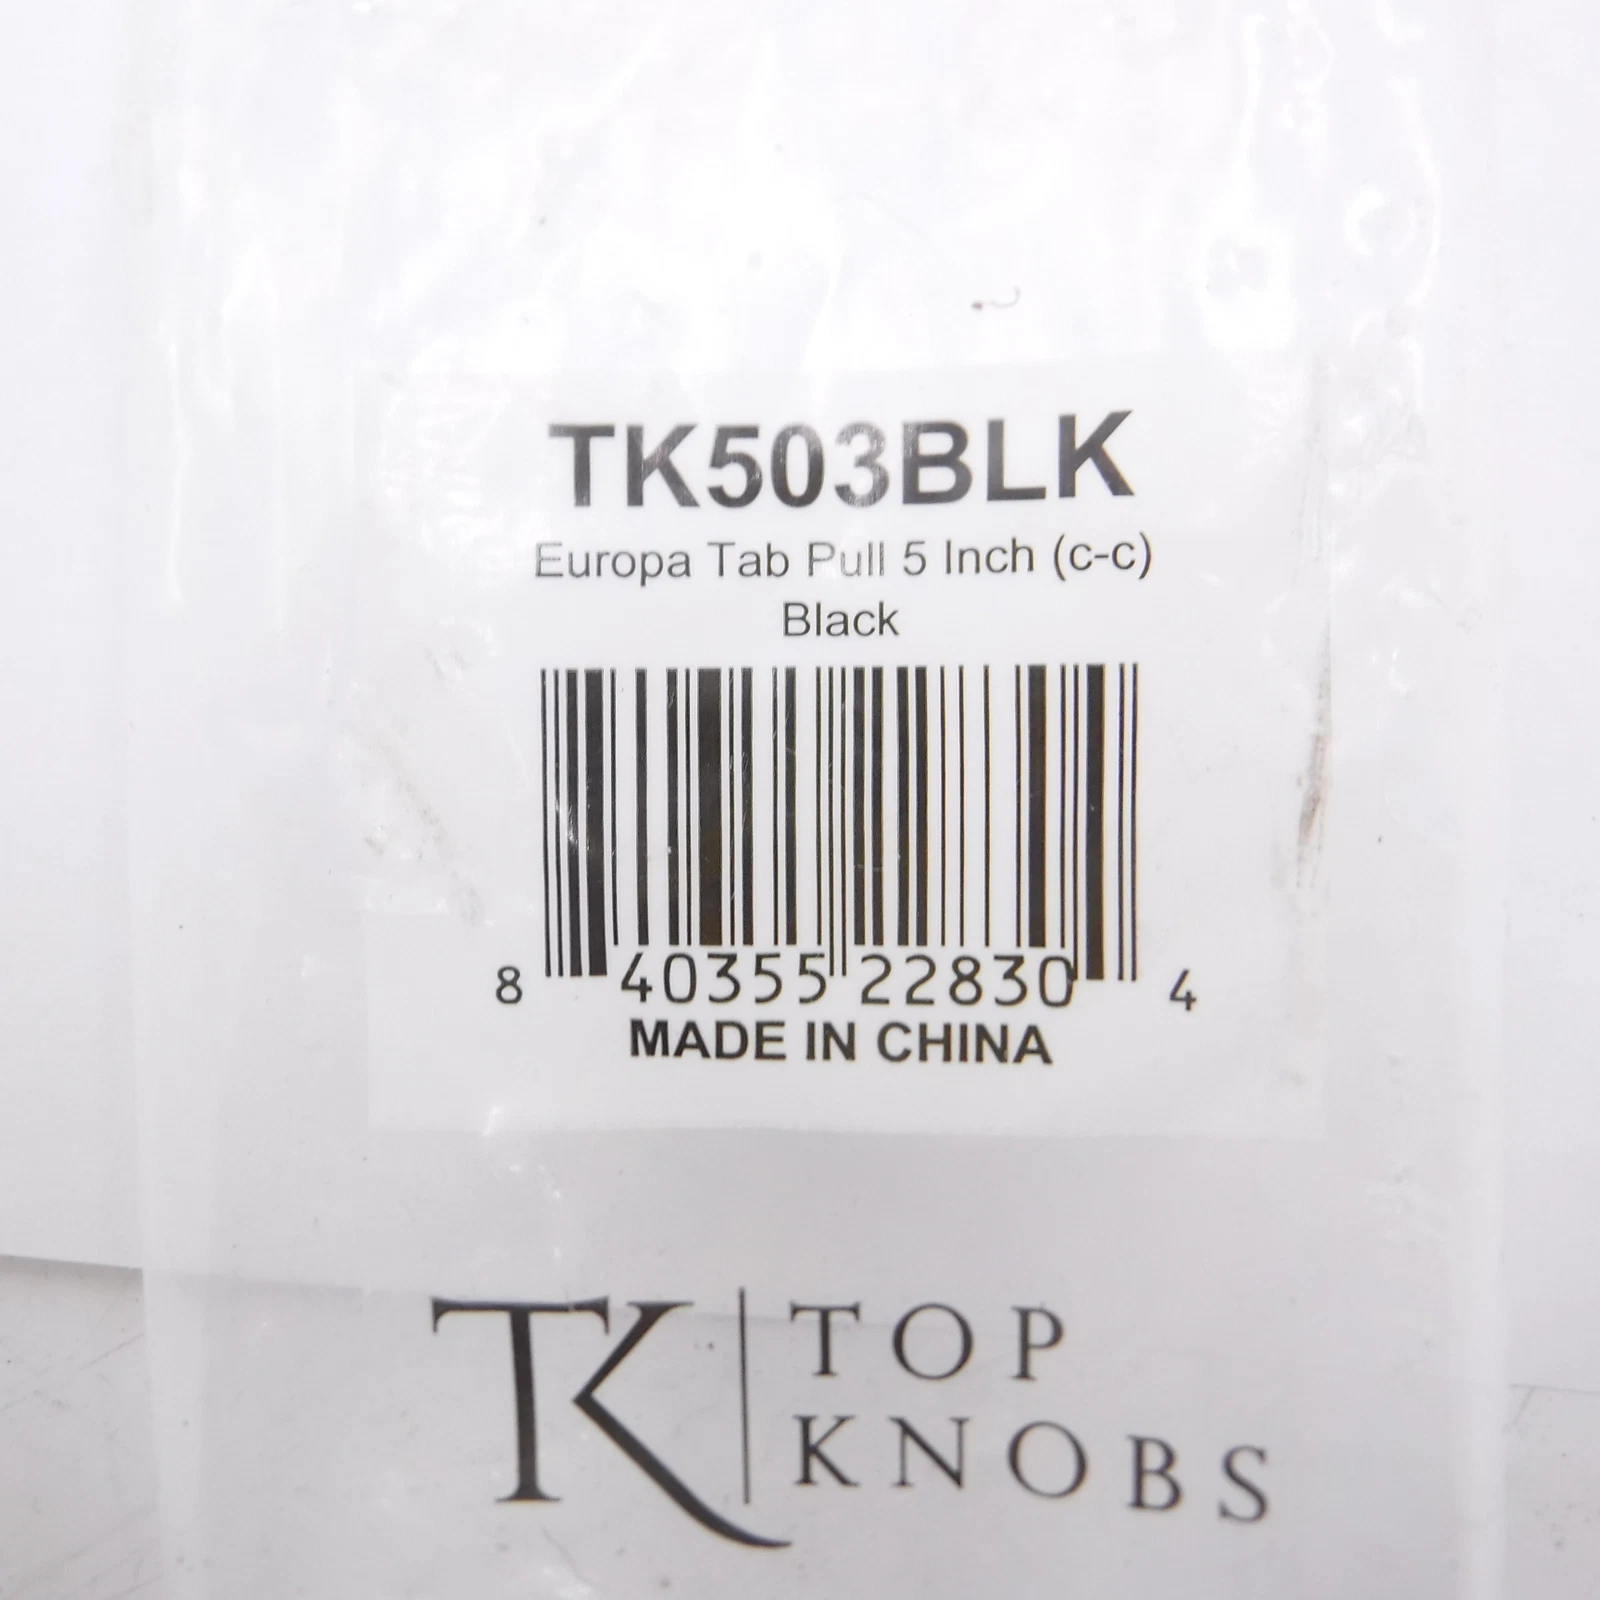 TK503BLK
Europa Tab Pull 5 Inch (c-c)
Black
8 40355 22830 4
MADE IN CHINA
TK TOP
KNOBS